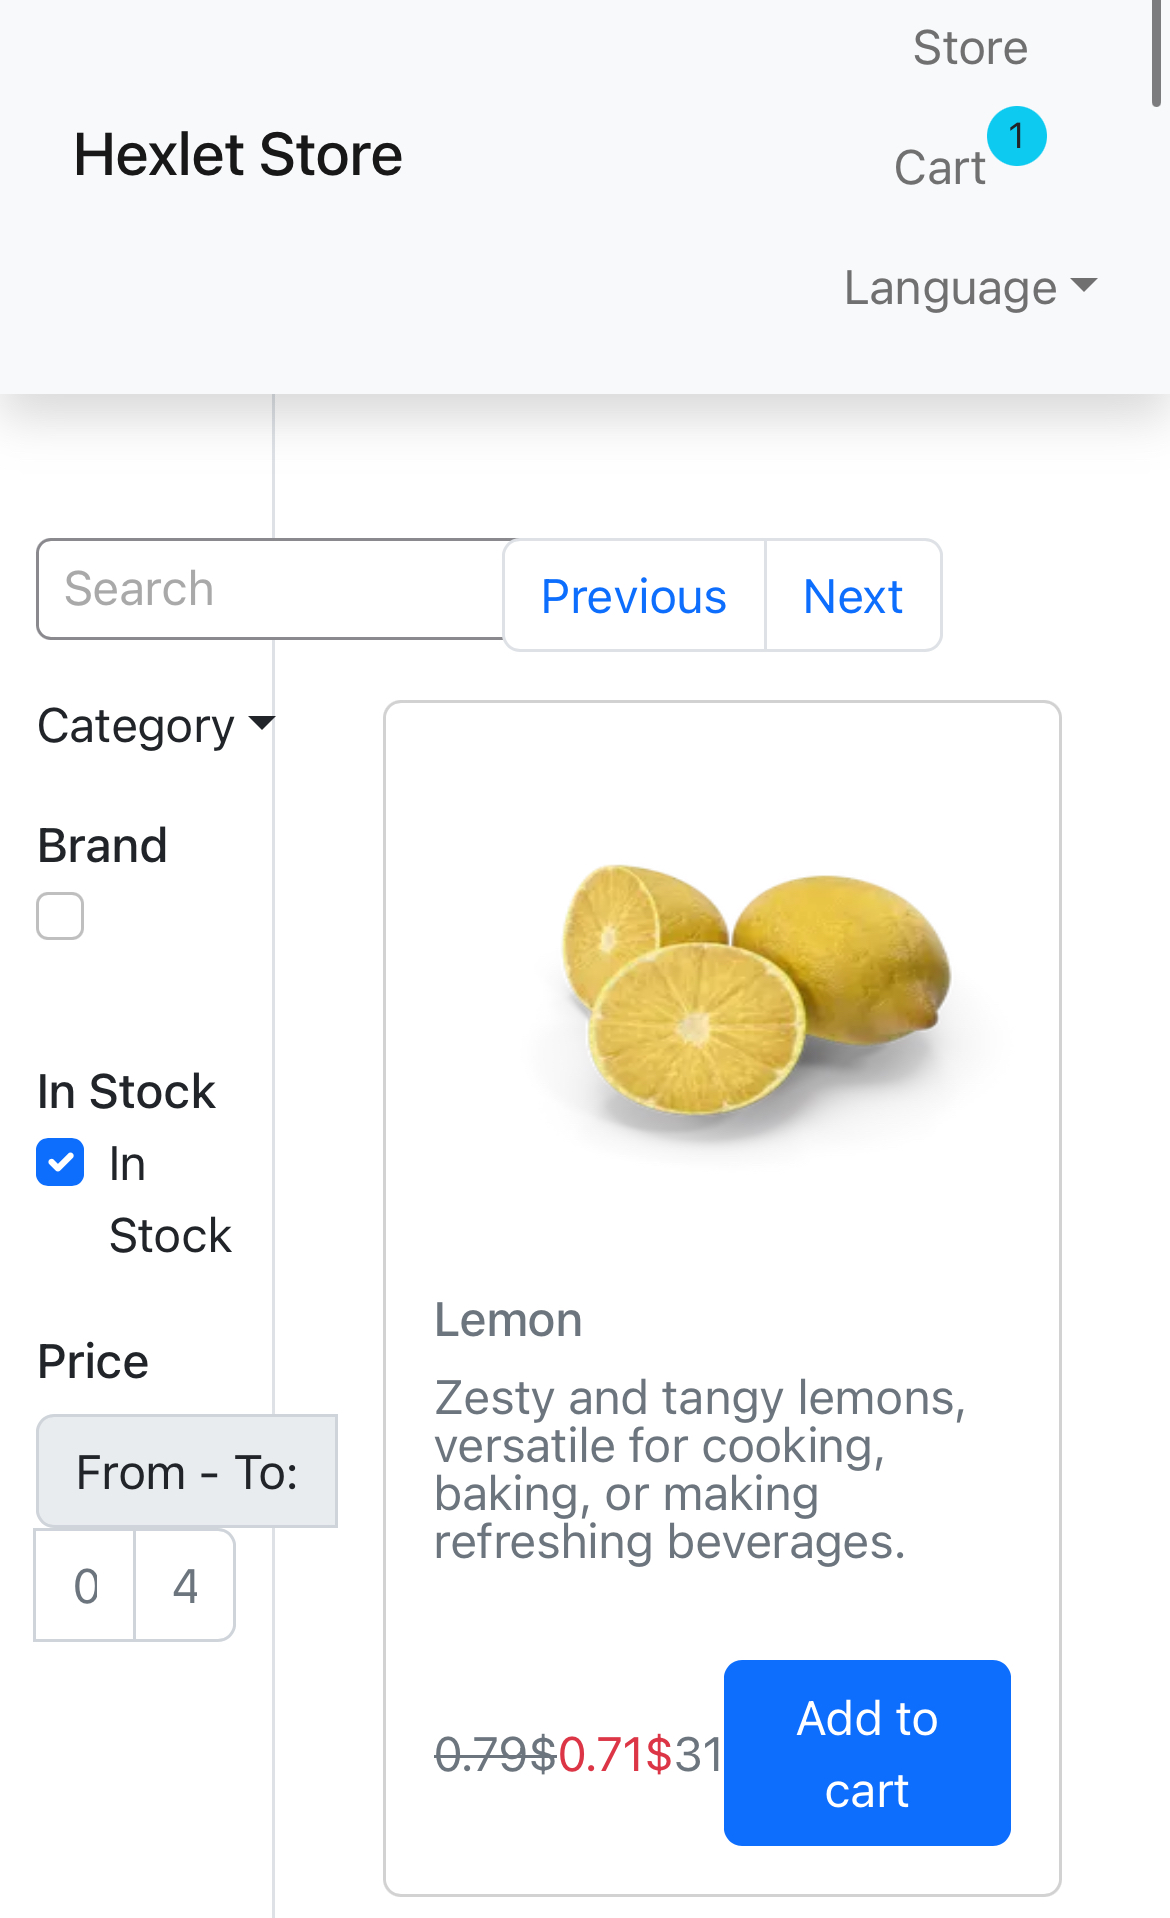 Store
Hexlet Store
Cart 1
Language
Search
Previous
Next
Category
Brand
In Stock
In
Stock
Price
From - To:
0
4
Lemon
Zesty and tangy lemons,
versatile for cooking,
baking, or making
refreshing beverages.
0.79$0.71$31
Add to
cart